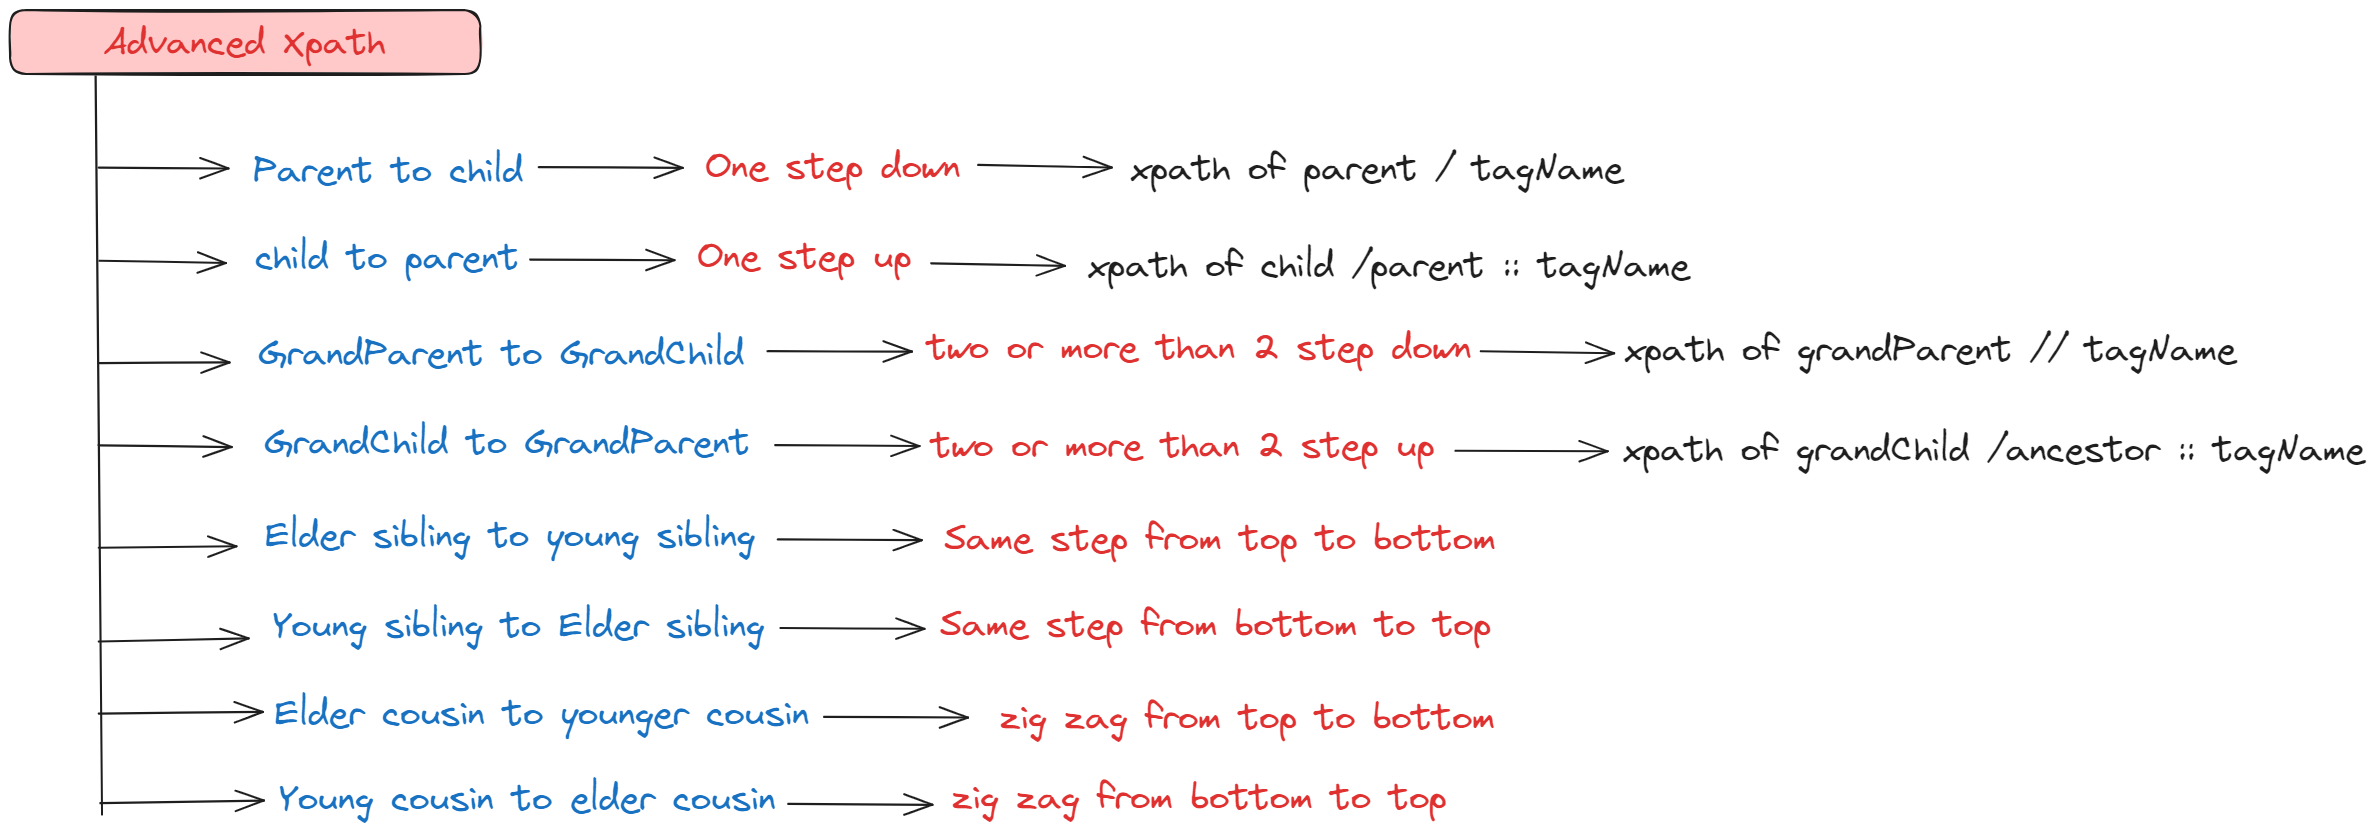 Advanced Xpath
Parent to child One step down xpath of parent / tagName
child to parent One step up xpath of child /parent :: tagName
GrandParent to GrandChild two or more than 2 step down xpath of grandParent // tagName
GrandChild to GrandParent two or more than 2 step up xpath of grandChild /ancestor :: tagName
Elder sibling to young sibling Same step from top to bottom
Young sibling to Elder sibling Same step from bottom to top
Elder cousin to younger cousin zig zag from top to bottom
Young cousin to elder cousin zig zag from bottom to top